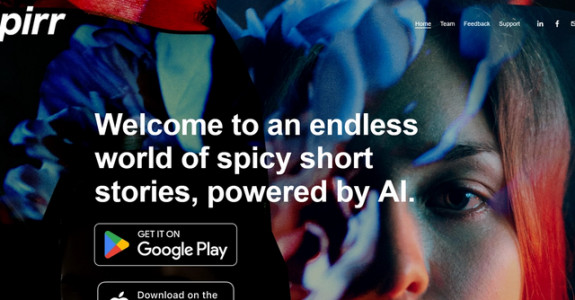 pirr
Home Team Feedback Support
Welcome to an endless
world of spicy short
stories, powered by AI.
GET IT ON
Google Play
Download on the